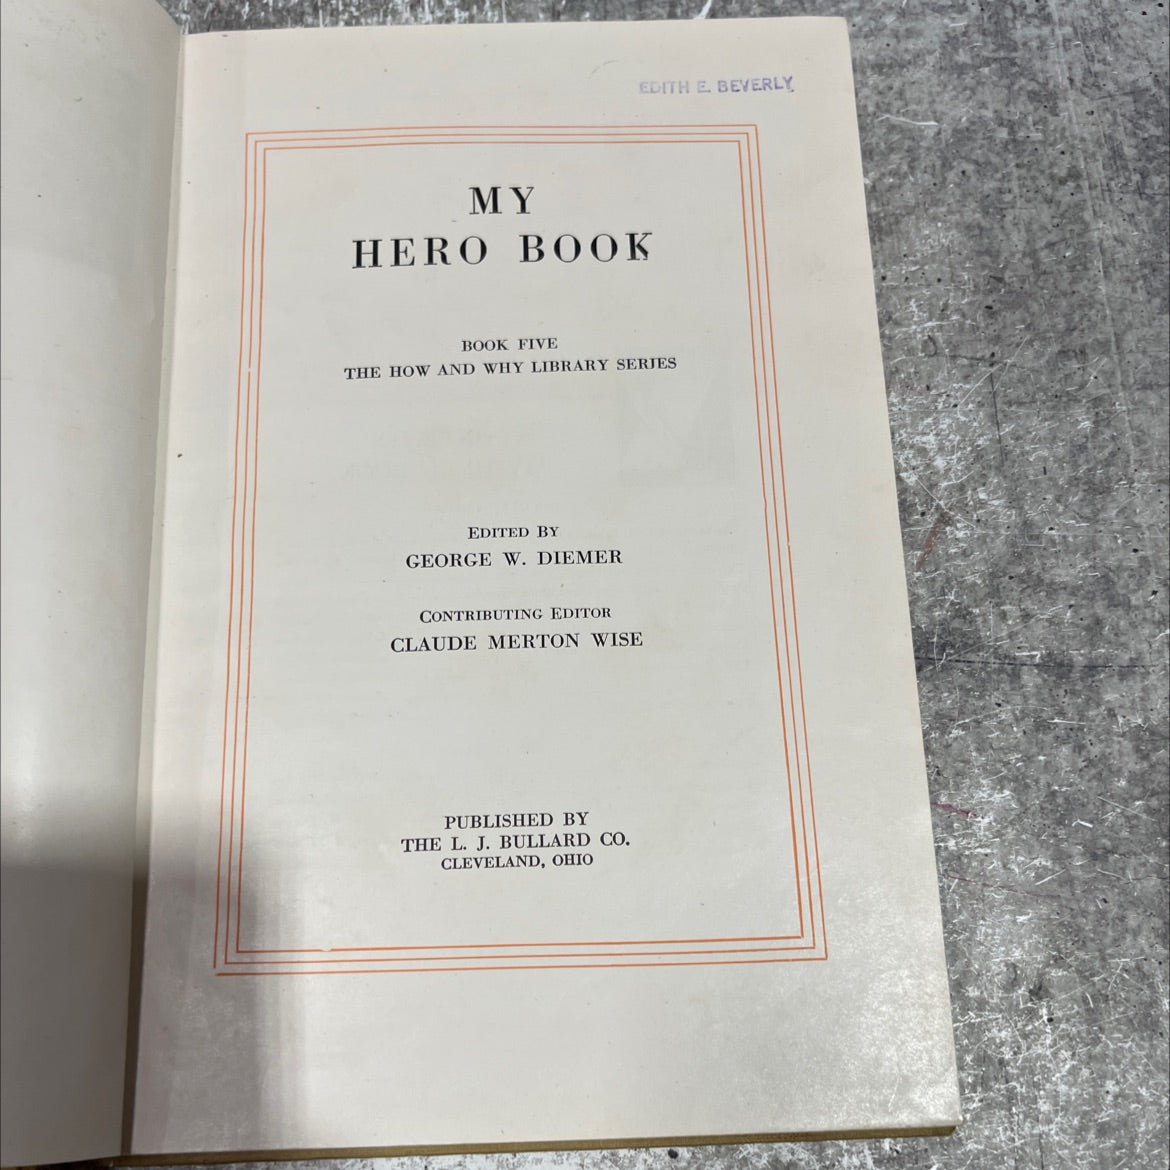 EDITH E. BEVERLY
MY
HERO BOOK
BOOK FIVE
THE HOW AND WHY LIBRARY SERIES
EDITED BY
GEORGE W. DIEMER
CONTRIBUTING EDITOR
CLAUDE MERTON WISE
PUBLISHED BY
THE L. J. BULLARD CO.
CLEVELAND, OHIO